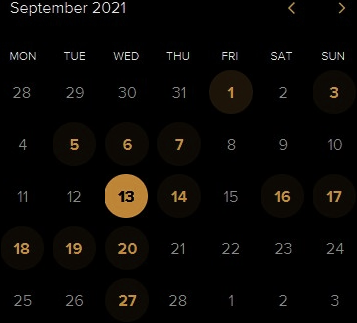 September 2021
MON TUE WED THU FRI SAT SUN
28 29 30 31 1 2 3
4 5 6 7 8 9 10
11 12 13 14 15 16 17
18 19 20 21 22 23 24
25 26 27 28 1 2 3